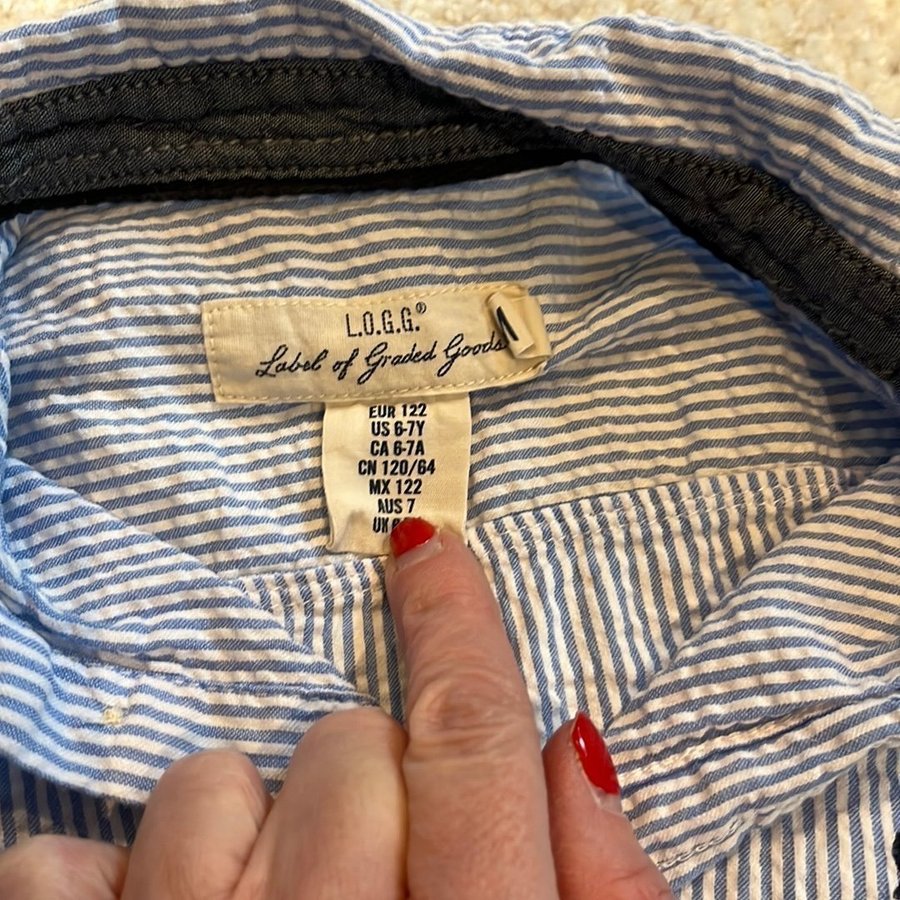 L.O.G.G.®
Label of Graded Goods
EUR 122
US 6-7Y
CA 6-7A
CN 120/64
MX 122
AUS 7
UK